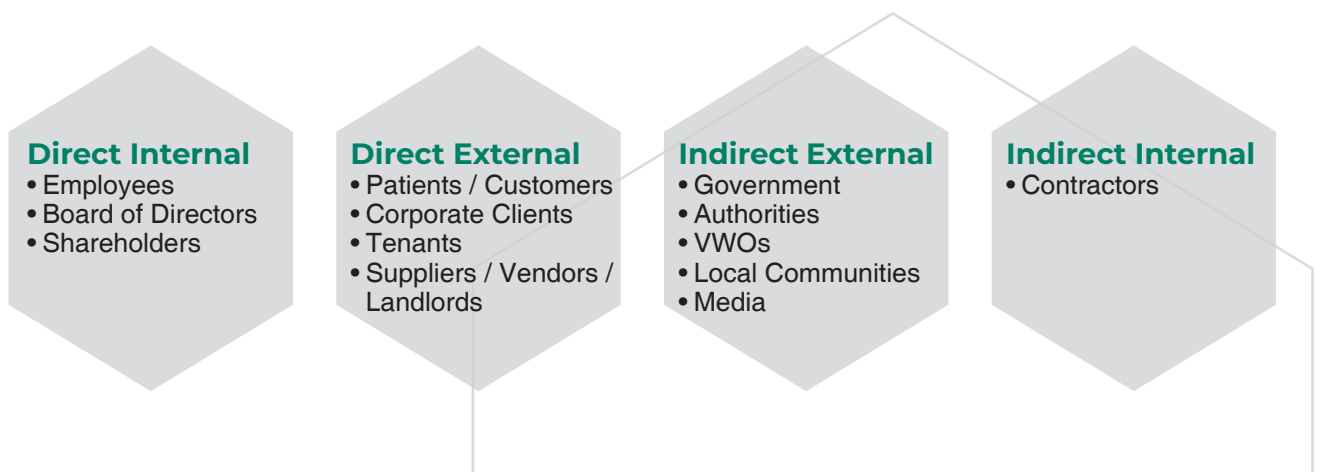 Direct Internal
• Employees
• Board of Directors
• Shareholders
Direct External
• Patients / Customers
• Corporate Clients
• Tenants
• Suppliers / Vendors /
Landlords
Indirect External
• Government
• Authorities
• VWOs
• Local Communities
• Media
Indirect Internal
• Contractors